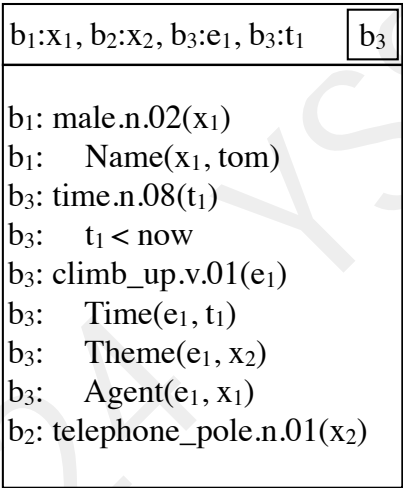 b₁:x₁, b₂:x₂, b₃:e₁, b₃:t₁ b₃
b₁: male.n.02(x₁)
b₁: Name(x₁, tom)
b₃: time.n.08(t₁)
b₃: t₁ < now
b₃: climb_up.v.01(e₁)
b₃: Time(e₁, t₁)
b₃: Theme(e₁, x₂)
b₃: Agent(e₁, x₁)
b₂: telephone_pole.n.01(x₂)